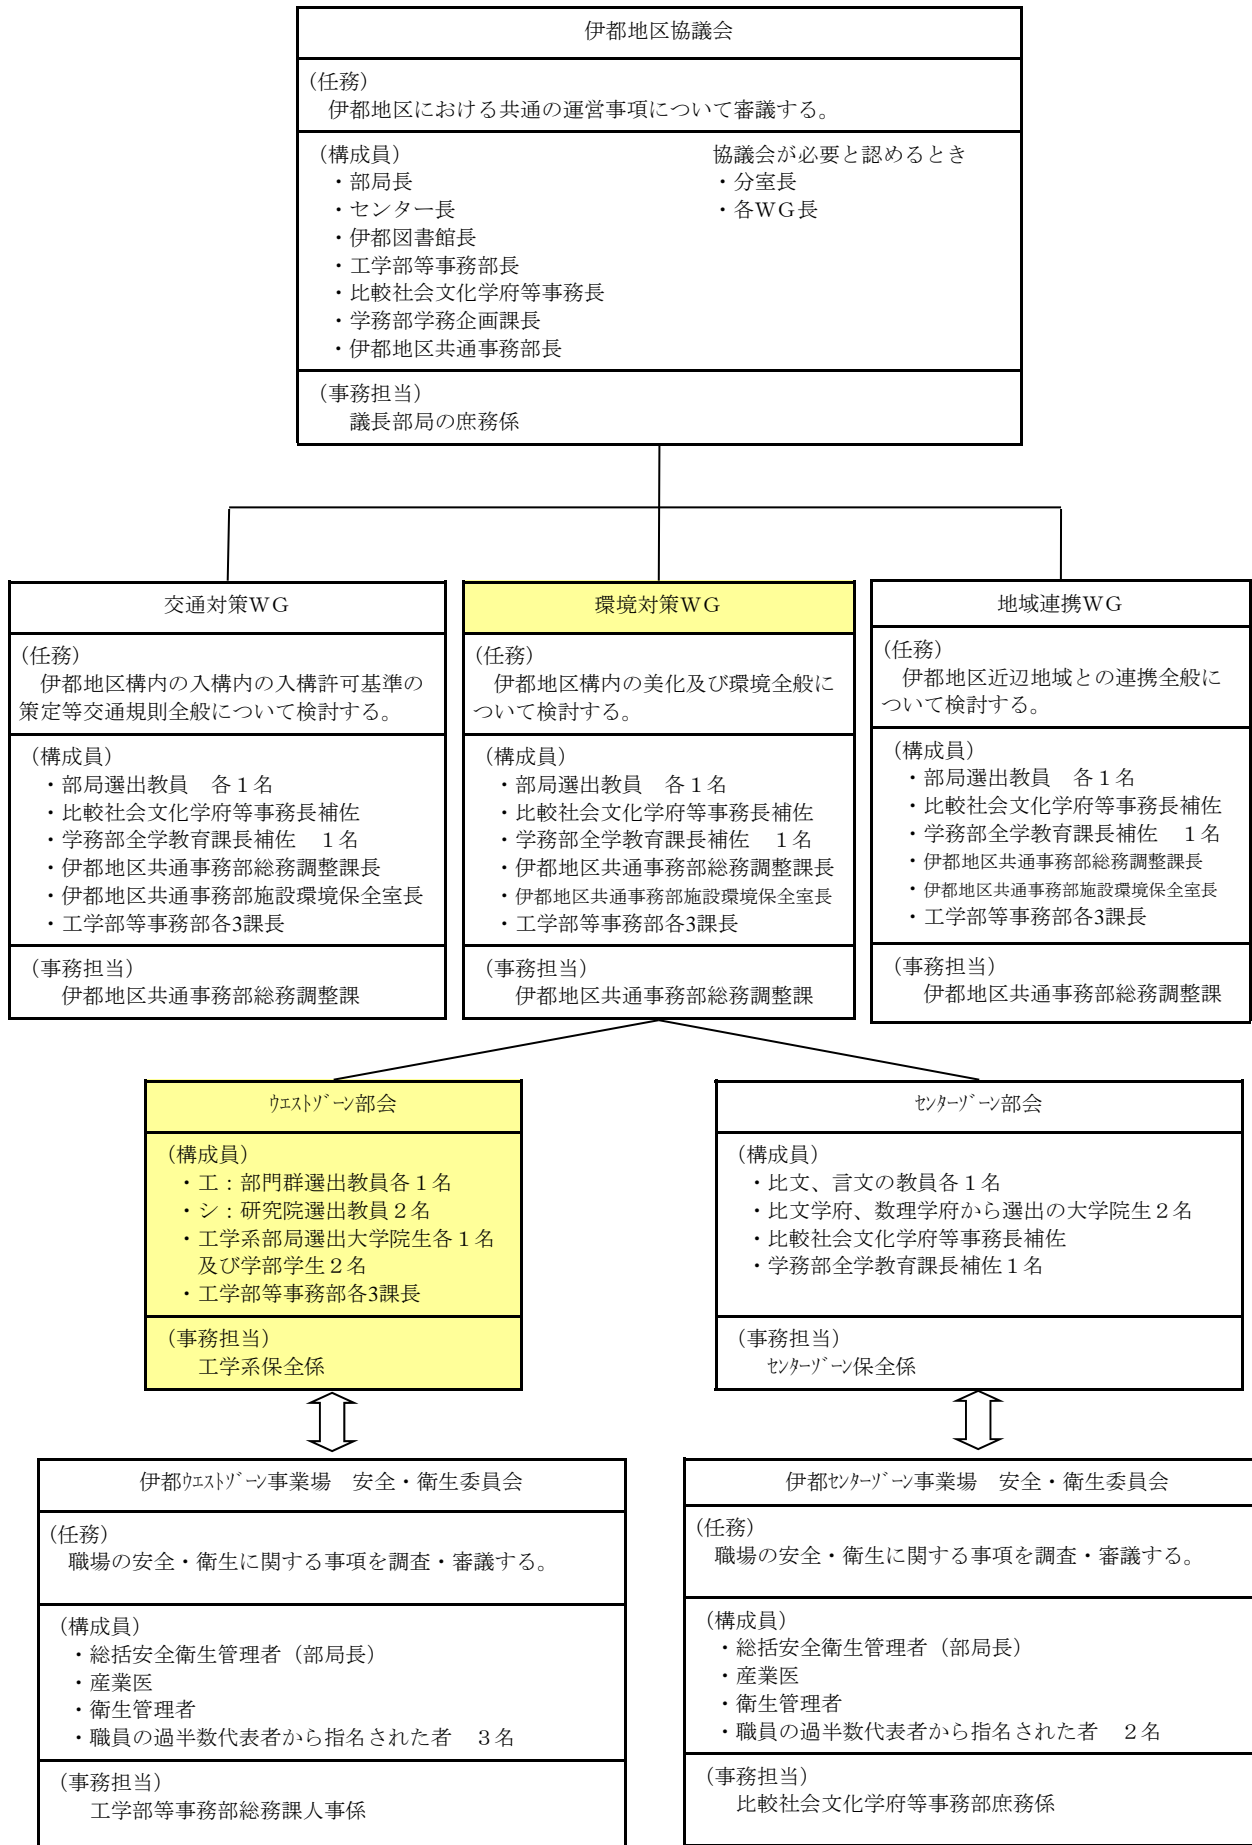 伊都地区協議会
（任務）
伊都地区における共通の運営事項について審議する。
（構成員）
・部局長
・センター長
・伊都図書館長
・工学部等事務部長
・比較社会文化学府等事務長
・学務部学務企画課長
・伊都地区共通事務部長
協議会が必要と認めるとき
・分室長
・各ＷＧ長
（事務担当）
議長部局の庶務係
交通対策ＷＧ
（任務）
伊都地区構内の入構内の入構許可基準の
策定等交通規則全般について検討する。
（構成員）
・部局選出教員　各１名
・比較社会文化学府等事務長補佐
・学務部全学教育課長補佐　１名
・伊都地区共通事務部総務調整課長
・伊都地区共通事務部施設環境保全室長
・工学部等事務部各3課長
（事務担当）
伊都地区共通事務部総務調整課
環境対策ＷＧ
（任務）
伊都地区構内の美化及び環境全般に
ついて検討する。
（構成員）
・部局選出教員　各１名
・比較社会文化学府等事務長補佐
・学務部全学教育課長補佐　１名
・伊都地区共通事務部総務調整課長
・伊都地区共通事務部施設環境保全室長
・工学部等事務部各3課長
（事務担当）
伊都地区共通事務部総務調整課
地域連携ＷＧ
（任務）
伊都地区近辺地域との連携全般に
ついて検討する。
（構成員）
・部局選出教員　各１名
・比較社会文化学府等事務長補佐
・学務部全学教育課長補佐　１名
・伊都地区共通事務部総務調整課長
・伊都地区共通事務部施設環境保全室長
・工学部等事務部各3課長
（事務担当）
伊都地区共通事務部総務調整課
ｳｴｽﾄｿﾞｰﾝ部会
（構成員）
・工：部門群選出教員各１名
・シ：研究院選出教員２名
・工学系部局選出大学院生各１名
及び学部学生２名
・工学部等事務部各3課長
（事務担当）
工学系保全係
ｾﾝﾀｰｿﾞｰﾝ部会
（構成員）
・比文、言文の教員各１名
・比文学府、数理学府から選出の大学院生２名
・比較社会文化学府等事務長補佐
・学務部全学教育課長補佐１名
（事務担当）
ｾﾝﾀｰｿﾞｰﾝ保全係
伊都ｳｴｽﾄｿﾞｰﾝ事業場　安全・衛生委員会
（任務）
職場の安全・衛生に関する事項を調査・審議する。
（構成員）
・総括安全衛生管理者（部局長）
・産業医
・衛生管理者
・職員の過半数代表者から指名された者　３名
（事務担当）
工学部等事務部総務課人事係
伊都ｾﾝﾀｰｿﾞｰﾝ事業場　安全・衛生委員会
（任務）
職場の安全・衛生に関する事項を調査・審議する。
（構成員）
・総括安全衛生管理者（部局長）
・産業医
・衛生管理者
・職員の過半数代表者から指名された者　２名
（事務担当）
比較社会文化学府等事務部庶務係